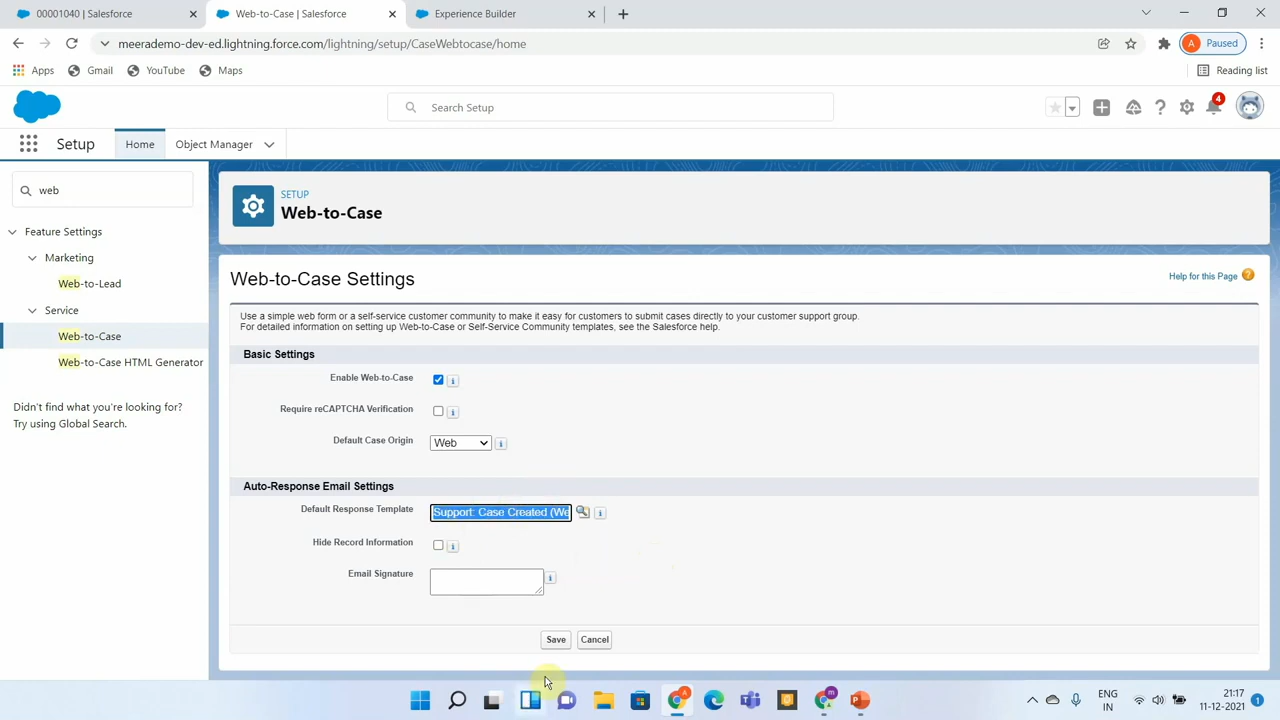 00001040 | Salesforce
Web-to-Case | Salesforce
Experience Builder
meerademo-dev-ed.lightning.force.com/lightning/setup/CaseWebtocase/home
A
Paused
Apps
Gmail
YouTube
Maps
Reading list
Search Setup
4
Setup
Home
Object Manager
web
SETUP
Web-to-Case
Feature Settings
Marketing
Web-to-Lead
Service
Web-to-Case
Web-to-Case HTML Generator
Didn't find what you're looking for?
Try using Global Search.
Web-to-Case Settings
Help for this Page
Use a simple web form or a self-service customer community to make it easy for customers to submit cases directly to your customer support group.
For detailed information on setting up Web-to-Case or Self-Service Community templates, see the Salesforce help.
Basic Settings
Enable Web-to-Case
Require reCAPTCHA Verification
Default Case Origin
Web
Auto-Response Email Settings
Default Response Template
Support: Case Created (We
Hide Record Information
Email Signature
Save
Cancel
ENG
IN
21:17
11-12-2021
1